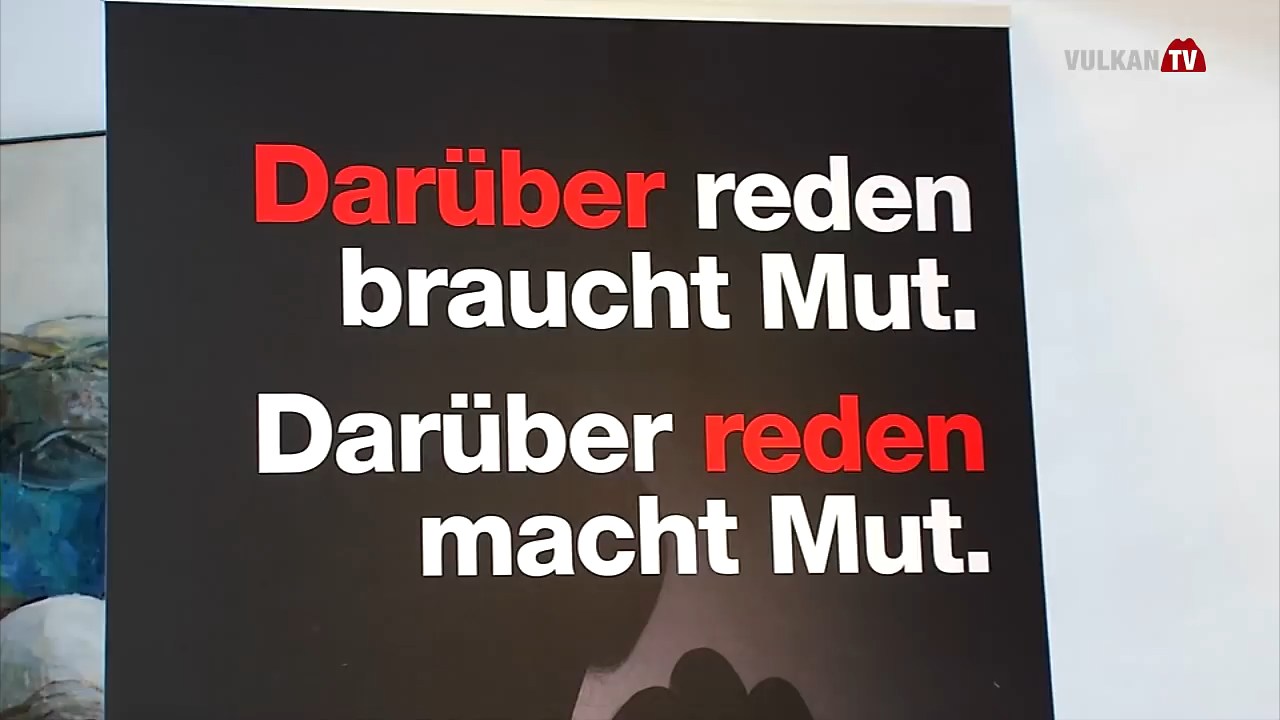 VULKAN TV
Darüber reden
braucht Mut.
Darüber reden
macht Mut.